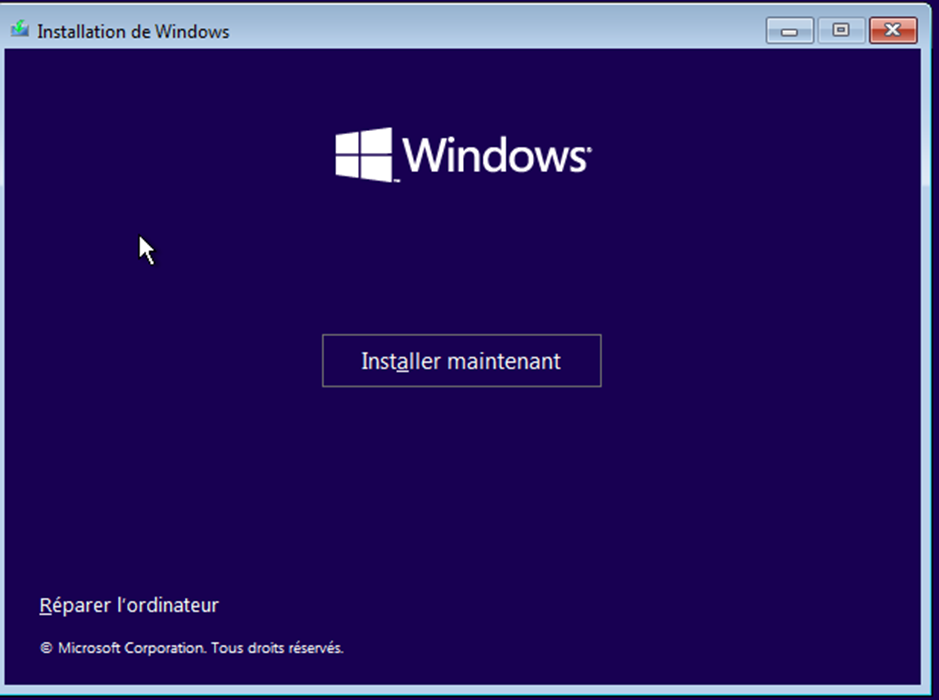 Installation de Windows
Windows
Installer maintenant
Réparer l'ordinateur
© Microsoft Corporation. Tous droits réservés.